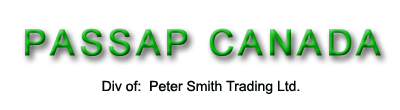 PASSAP CANADA
Div of: Peter Smith Trading Ltd.